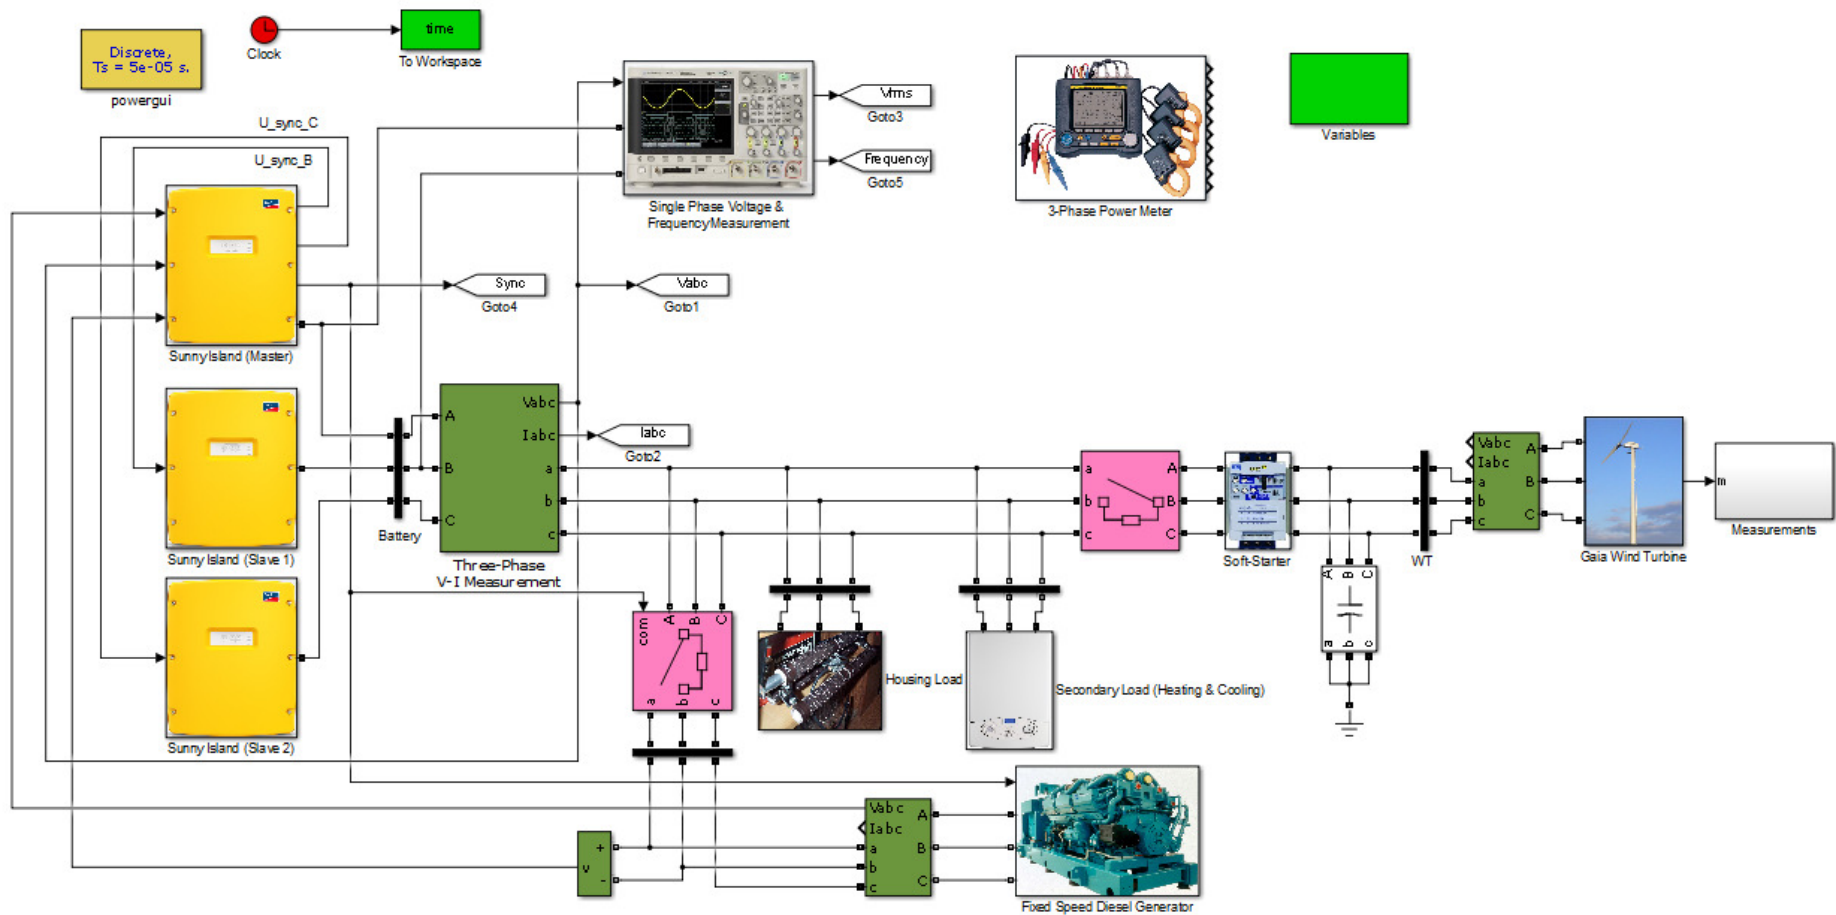 Discrete,
Ts = 5e-05 s.
powergui
Clock
time
To Workspace
U_sync_C
U_sync_B
Vrms
Goto3
Frequency
Goto5
Single Phase Voltage &
FrequencyMeasurement
3-Phase Power Meter
Variables
Sync
Goto4
Vabc
Goto1
Sunny Island (Master)
Sunny Island (Slave 1)
Sunny Island (Slave 2)
Battery
A
B
C
Vabc
Iabc
a
b
c
Three-Phase
V-I Measurement
Iabc
Goto2
com
A
B
C
a
b
c
Housing Load
Secondary Load (Heating & Cooling)
a
b
c
A
B
C
Soft-Starter
A
B
C
a
b
c
WT
Vabc
Iabc
a
b
c
A
B
C
Gaia Wind Turbine
m
Measurements
+
v
-
Vabc
Iabc
a
b
c
A
B
C
Fixed Speed Diesel Generator